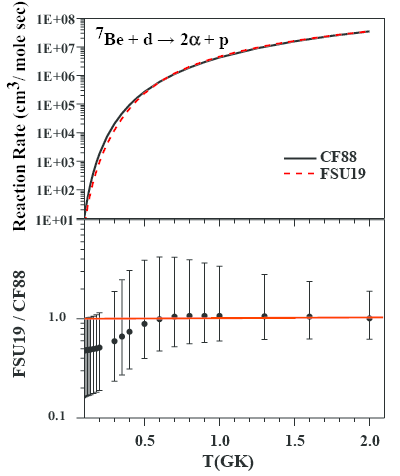 1E+08
⁷Be + d → 2α + p
1E+07
1E+06
1E+05
1E+04
1E+03
1E+02
1E+01
Reaction Rate (cm³/ mole sec)
CF88
FSU19
1.0
0.1
FSU19 / CF88
0.5 1.0 1.5 2.0
T(GK)